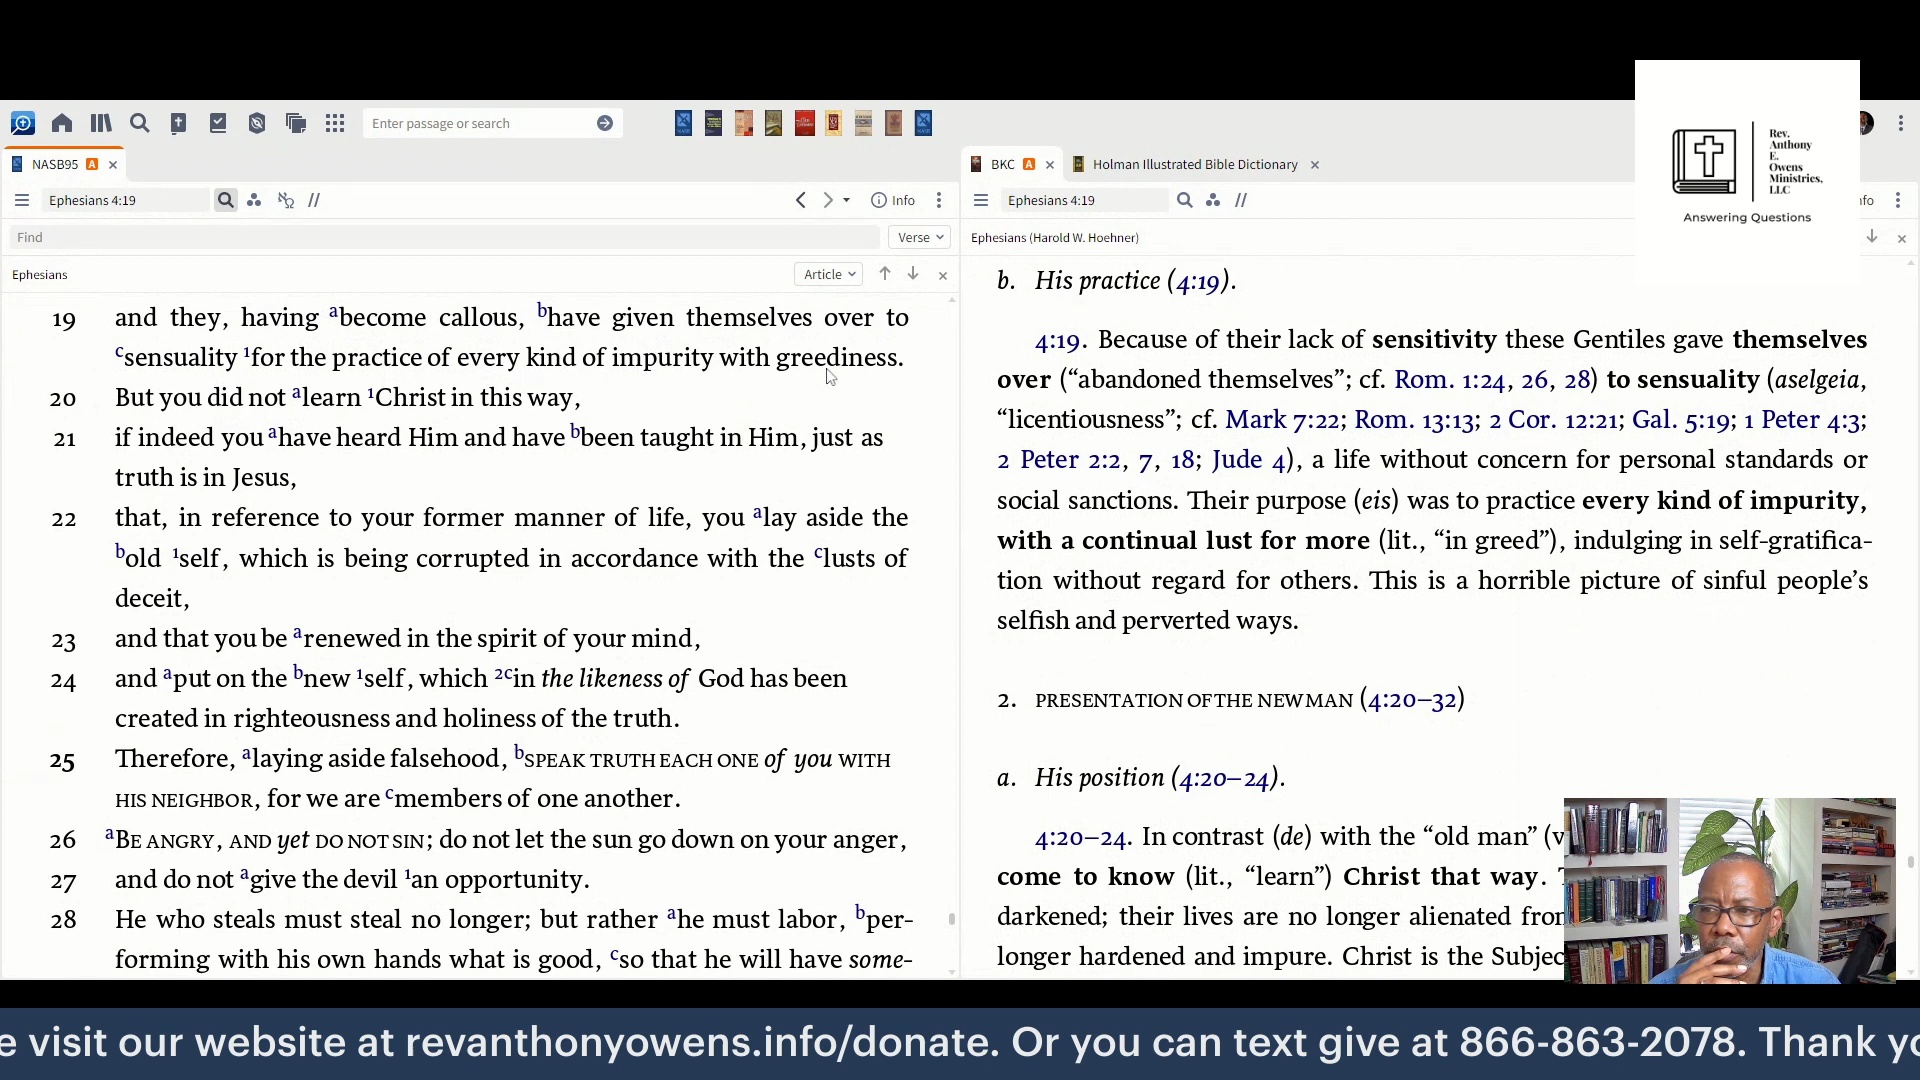 Enter passage or search
NASB95 A
Ephesians 4:19
Info
Find
Verse
Ephesians
Article
19 and they, having ᵃbecome callous, ᵇhave given themselves over to
ᶜsensuality ¹for the practice of every kind of impurity with greediness.
20 But you did not ᵃlearn ¹Christ in this way,
21 if indeed you ᵃhave heard Him and have ᵇbeen taught in Him, just as
truth is in Jesus,
22 that, in reference to your former manner of life, you ᵃlay aside the
ᵇold ¹self, which is being corrupted in accordance with the ᶜlusts of
deceit,
23 and that you be ᵃrenewed in the spirit of your mind,
24 and ᵃput on the ᵇnew ¹self, which ²ᶜin the likeness of God has been
created in righteousness and holiness of the truth.
25 Therefore, ᵃlaying aside falsehood, ᵇSPEAK TRUTH EACH ONE of you WITH
HIS NEIGHBOR, for we are ᶜmembers of one another.
26 ᵃBE ANGRY, AND yet DO NOT SIN; do not let the sun go down on your anger,
27 and do not ᵃgive the devil ¹an opportunity.
28 He who steals must steal no longer; but rather ᵃhe must labor, ᵇper-
forming with his own hands what is good, ᶜso that he will have some-
BKC A
Holman Illustrated Bible Dictionary
Ephesians 4:19
nfo
Ephesians (Harold W. Hoehner)
b. His practice (4:19).
4:19. Because of their lack of sensitivity these Gentiles gave themselves
over (“abandoned themselves”; cf. Rom. 1:24, 26, 28) to sensuality (aselgeia,
“licentiousness”; cf. Mark 7:22; Rom. 13:13; 2 Cor. 12:21; Gal. 5:19; 1 Peter 4:3;
2 Peter 2:2, 7, 18; Jude 4), a life without concern for personal standards or
social sanctions. Their purpose (eis) was to practice every kind of impurity,
with a continual lust for more (lit., “in greed”), indulging in self-gratifica-
tion without regard for others. This is a horrible picture of sinful people’s
selfish and perverted ways.
2. PRESENTATION OF THE NEW MAN (4:20–32)
a. His position (4:20–24).
4:20–24. In contrast (de) with the “old man” (v
come to know (lit., “learn”) Christ that way.
darkened; their lives are no longer alienated from
longer hardened and impure. Christ is the Subjec
Rev.
Anthony
E.
Owens
Ministries,
LLC
Answering Questions
e visit our website at revanthonyowens.info/donate. Or you can text give at 866-863-2078. Thank yo